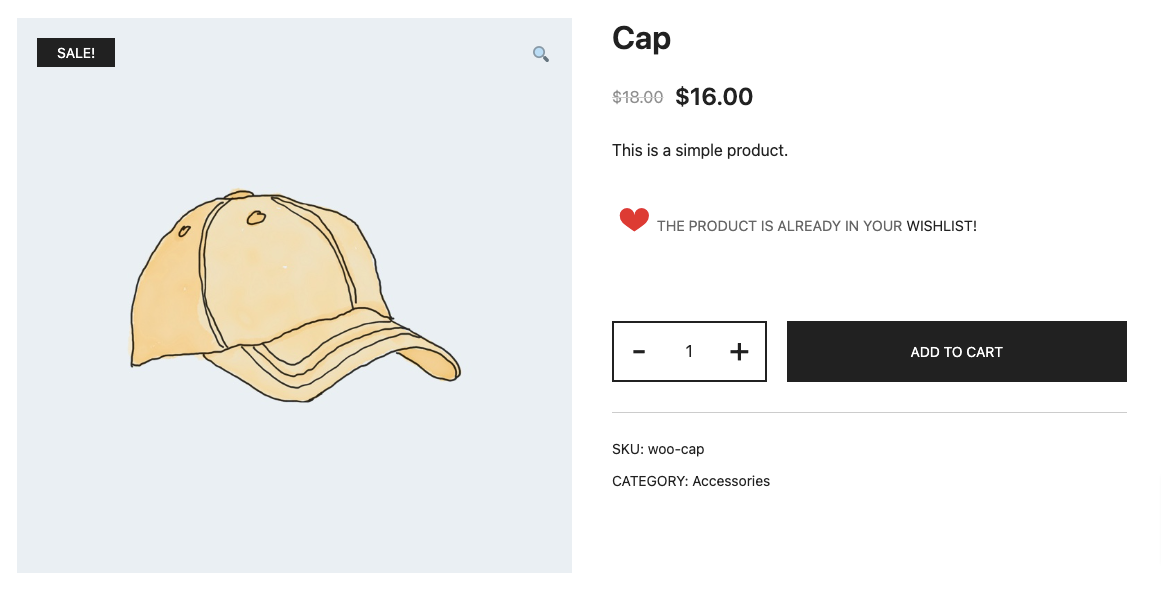 SALE!
Cap
$18.00 $16.00
This is a simple product.
THE PRODUCT IS ALREADY IN YOUR WISHLIST!
- 1 +
ADD TO CART
SKU: woo-cap
CATEGORY: Accessories